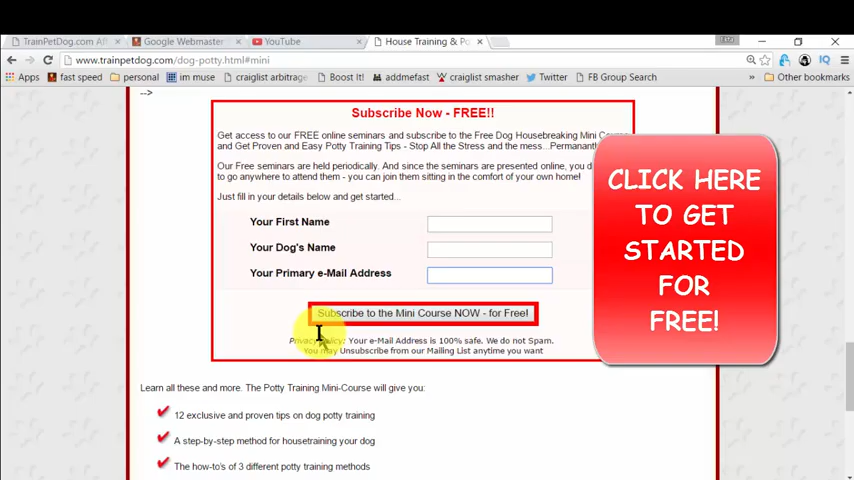 TrainPetDog.com Aff
Google Webmaster
YouTube
House Training & Po
Beta
www.trainpetdog.com/dog-potty.html#mini
Apps
fast speed
personal
im muse
craiglist arbitrage
Boost It!
addmefast
craiglist smasher
Twitter
FB Group Search
Other bookmarks
-->
Subscribe Now - FREE!!
Get access to our FREE online seminars and subscribe to the Free Dog Housebreaking Mini
and Get Proven and Easy Potty Training Tips - Stop All the Stress and the mess...Permanantly
Our Free seminars are held periodically. And since the seminars are presented online, you
to go anywhere to attend them - you can join them sitting in the comfort of your own home!
Just fill in your details below and get started...
Your First Name
Your Dog's Name
Your Primary e-Mail Address
Subscribe to the Mini Course NOW - for Free!
Privacy Policy: Your e-Mail Address is 100% safe. We do not Spam.
You may Unsubscribe from our Mailing List anytime you want
CLICK HERE
TO GET
STARTED
FOR
FREE!
Learn all these and more. The Potty Training Mini-Course will give you:
12 exclusive and proven tips on dog potty training
A step-by-step method for housetraining your dog
The how-to's of 3 different potty training methods